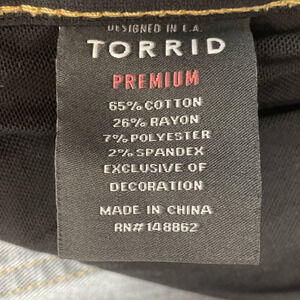 DESIGNED IN L.A.
TORRID
PREMIUM
65% COTTON
26% RAYON
7% POLYESTER
2% SPANDEX
EXCLUSIVE OF
DECORATION
MADE IN CHINA
RN#148862